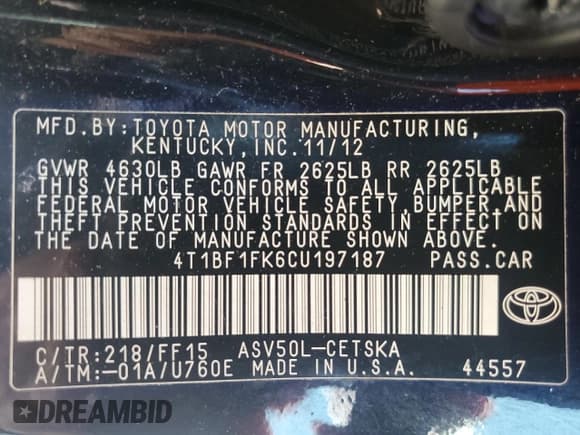 MFD.BY:TOYOTA MOTOR MANUFACTURING,
KENTUCKY, INC.11/12
GVWR 4630LB GAWR FR 2625LB RR 2625LB
THIS VEHICLE CONFORMS TO ALL APPLICABLE
FEDERAL MOTOR VEHICLE SAFETY, BUMPER,AND
THEFT PREVENTION STANDARDS IN EFFECT ON
THE DATE OF MANUFACTURE SHOWN ABOVE.
4T1BF1FK6CU197187 PASS.CAR
C/TR:218/FF15 ASV50L-CETSKA
A/TM:-01A/U760E MADE IN U.S.A. 44557
DREAMBID